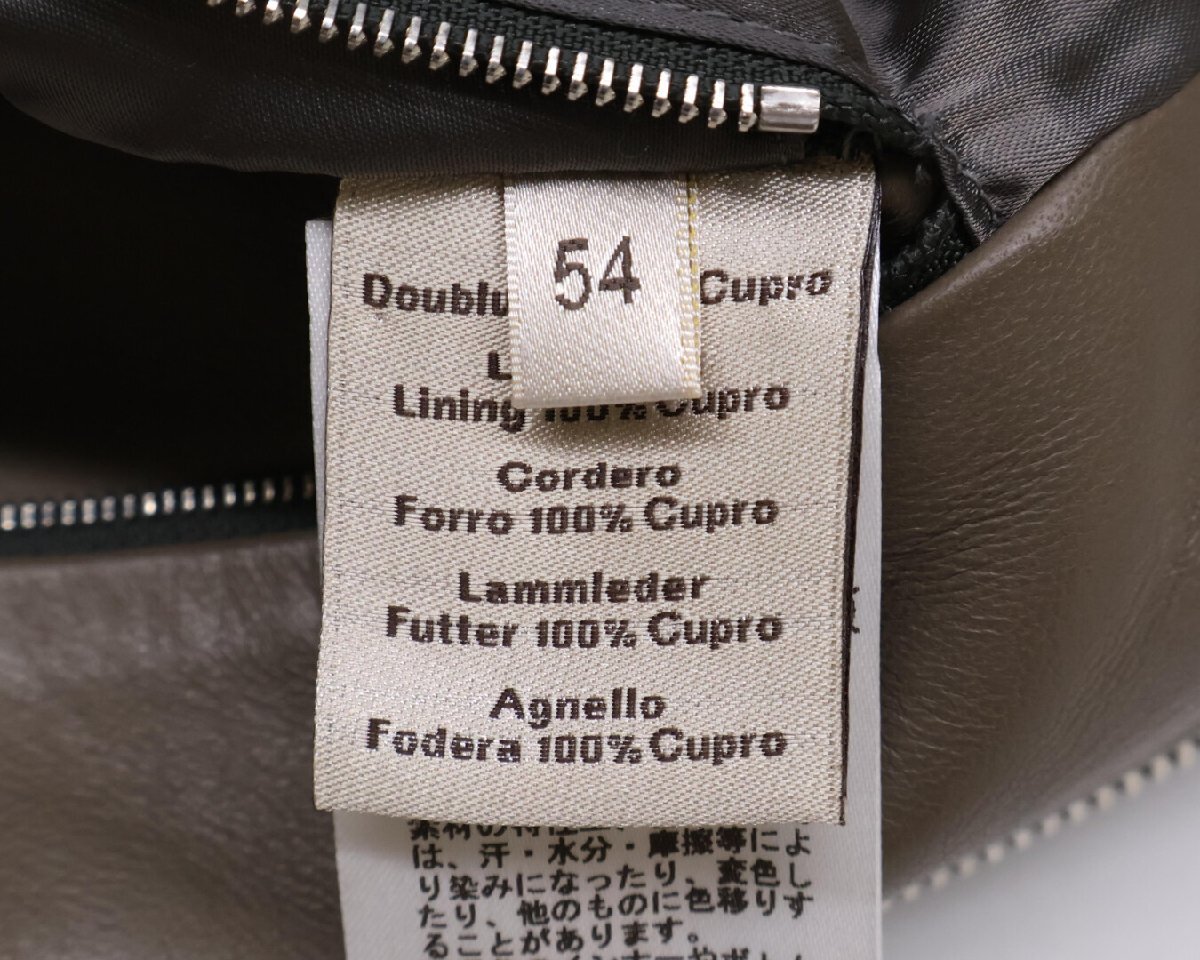 54
Cupro
Lining 100% Cupro
Cordero
Forro 100% Cupro
Lammleder
Futter 100% Cupro
Agnello
Fodera 100% Cupro
は、汗・水分・摩擦等によ
り染みになったり、変色し
たり、他のものに色移りす
ることがあります。